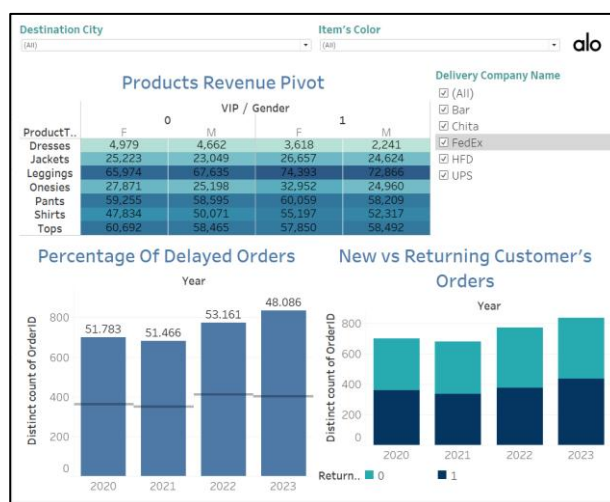 Destination City
(All)
Item's Color
(All)
alo
Products Revenue Pivot
VIP / Gender
0 1
ProductT.. F M F M
Dresses 4,979 4,662 3,618 2,241
Jackets 25,223 23,049 26,657 24,624
Leggings 65,974 67,635 74,393 72,866
Onesies 27,871 25,198 32,952 24,960
Pants 59,255 58,595 60,059 58,209
Shirts 47,834 50,071 55,197 52,317
Tops 60,692 58,465 57,850 58,492
Delivery Company Name
(All)
Bar
Chita
FedEx
HFD
UPS
Percentage Of Delayed Orders
Year
Distinct count of OrderID
800
600
400
200
0
51.783 51.466 53.161 48.086
2020 2021 2022 2023
New vs Returning Customer's
Orders
Year
Distinct count of OrderID
800
600
400
200
0
2020 2021 2022 2023
Return.. 0 1